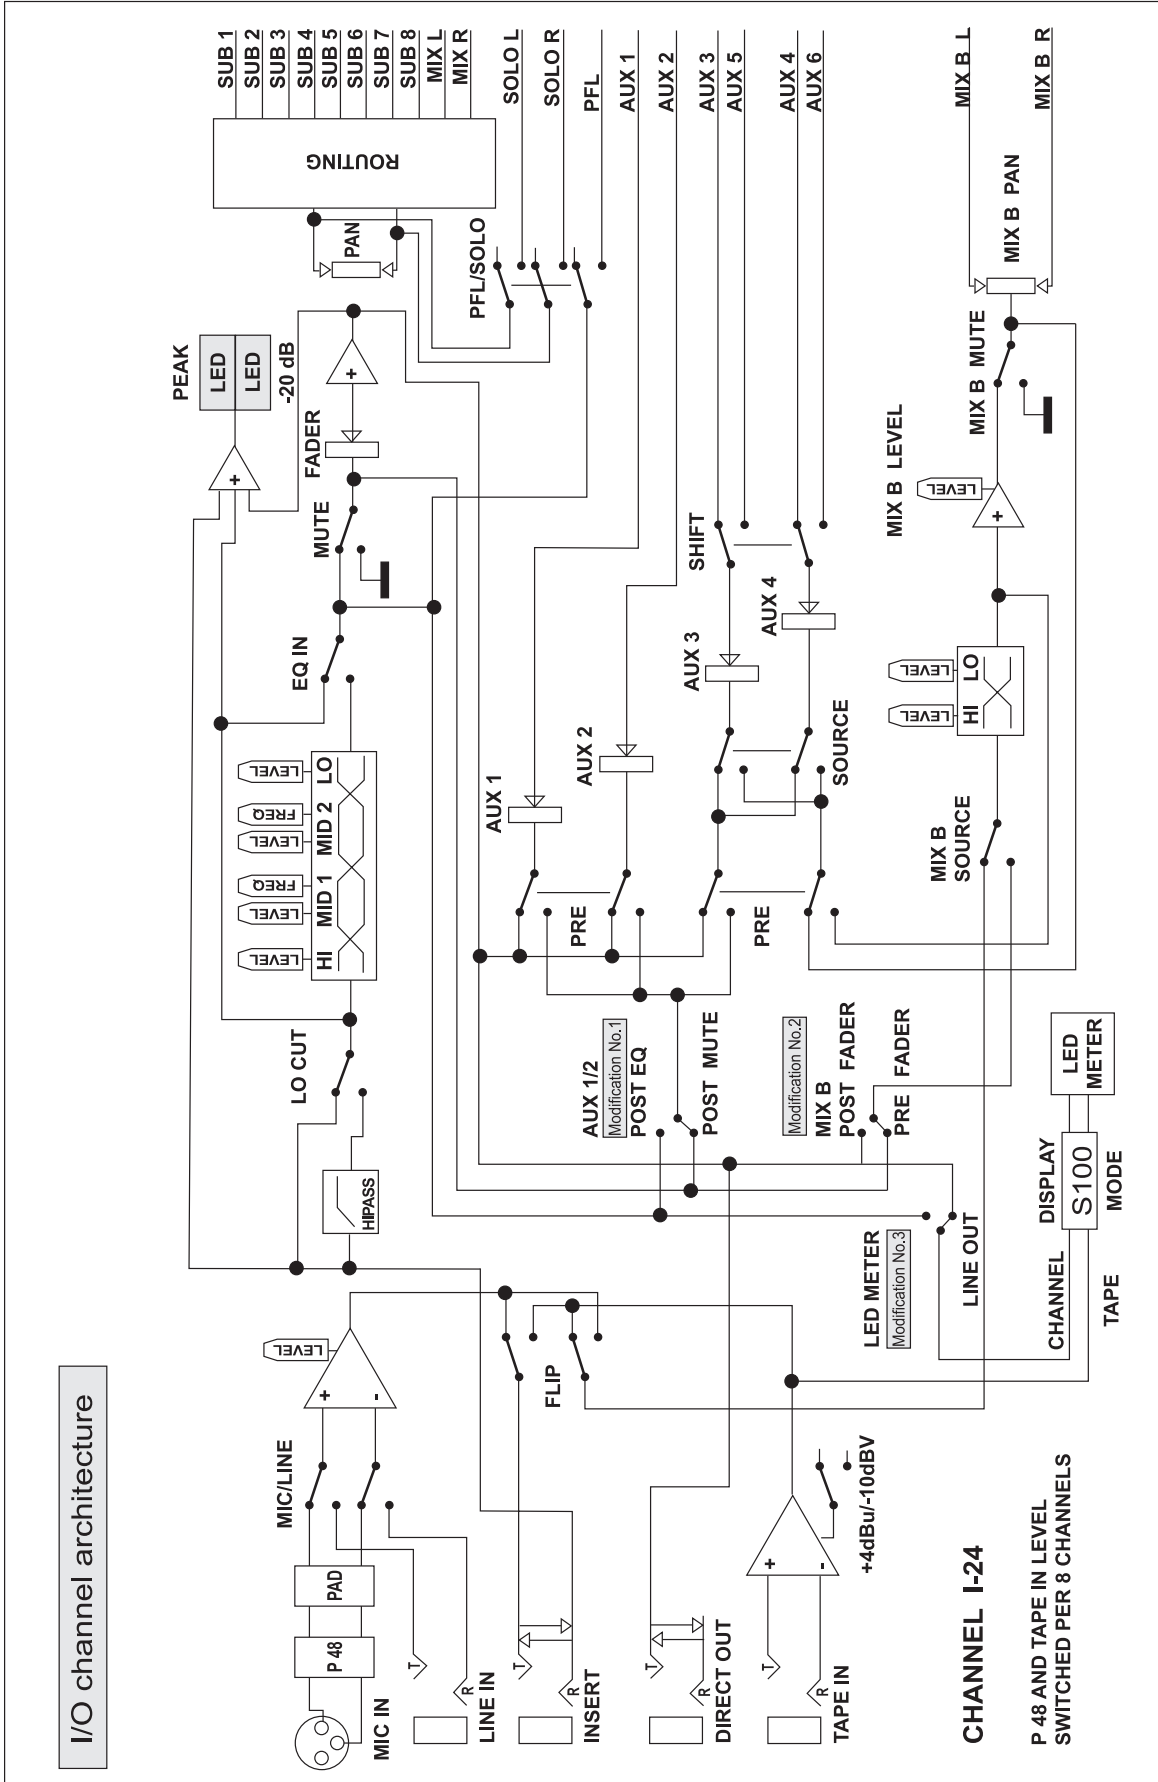 I/O channel architecture
MIC IN
P 48
PAD
MIC/LINE
LEVEL
+
-
HIPASS
LO CUT
HI
MID 1
MID 2
LO
LEVEL
LEVEL
FREQ
LEVEL
FREQ
LEVEL
EQ IN
MUTE
FADER
+
+
PEAK
LED
LED
-20 dB
PAN
ROUTING
SUB 1
SUB 2
SUB 3
SUB 4
SUB 5
SUB 6
SUB 7
SUB 8
MIX L
MIX R
SOLO L
SOLO R
PFL
AUX 1
AUX 2
AUX 3
AUX 5
AUX 4
AUX 6
MIX B L
MIX B R
PFL/SOLO
LINE IN
T
R
INSERT
T
R
FLIP
DIRECT OUT
T
R
TAPE IN
T
R
+
-
+4dBu/-10dBV
AUX 1/2
Modification No.1
POST EQ
POST MUTE
PRE
AUX 1
AUX 2
PRE
SOURCE
AUX 3
AUX 4
SHIFT
Modification No.2
MIX B
POST FADER
PRE FADER
LED METER
Modification No.3
LINE OUT
CHANNEL
TAPE
DISPLAY
S100
MODE
LED
METER
MIX B
SOURCE
HI
LO
LEVEL
LEVEL
MIX B LEVEL
LEVEL
+
MIX B MUTE
MIX B PAN
CHANNEL I-24
P 48 AND TAPE IN LEVEL
SWITCHED PER 8 CHANNELS